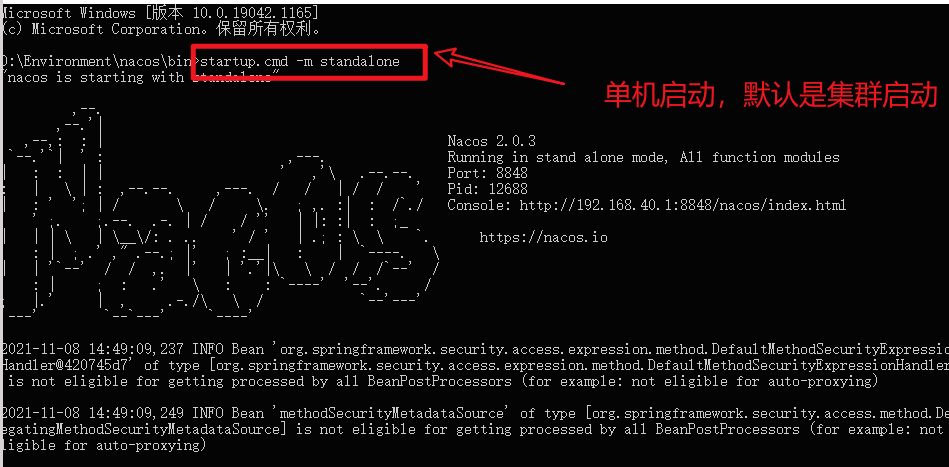 Microsoft Windows [版本 10.0.19042.1165]
(c) Microsoft Corporation。保留所有权利。
D:\Environment\nacos\bin>startup.cmd -m standalone
"nacos is starting with standalone"
单机启动，默认是集群启动
Nacos 2.0.3
Running in stand alone mode, All function modules
Port: 8848
Pid: 12688
Console: http://192.168.40.1:8848/nacos/index.html
https://nacos.io
2021-11-08 14:49:09,237 INFO Bean 'org.springframework.security.access.expression.method.DefaultMethodSecurityExpressio
Handler@420745d7' of type [org.springframework.security.access.expression.method.DefaultMethodSecurityExpressionHandler
 is not eligible for getting processed by all BeanPostProcessors (for example: not eligible for auto-proxying)
2021-11-08 14:49:09,249 INFO Bean 'methodSecurityMetadataSource' of type [org.springframework.security.access.method.De
egatingMethodSecurityMetadataSource] is not eligible for getting processed by all BeanPostProcessors (for example: not
ligible for auto-proxying)